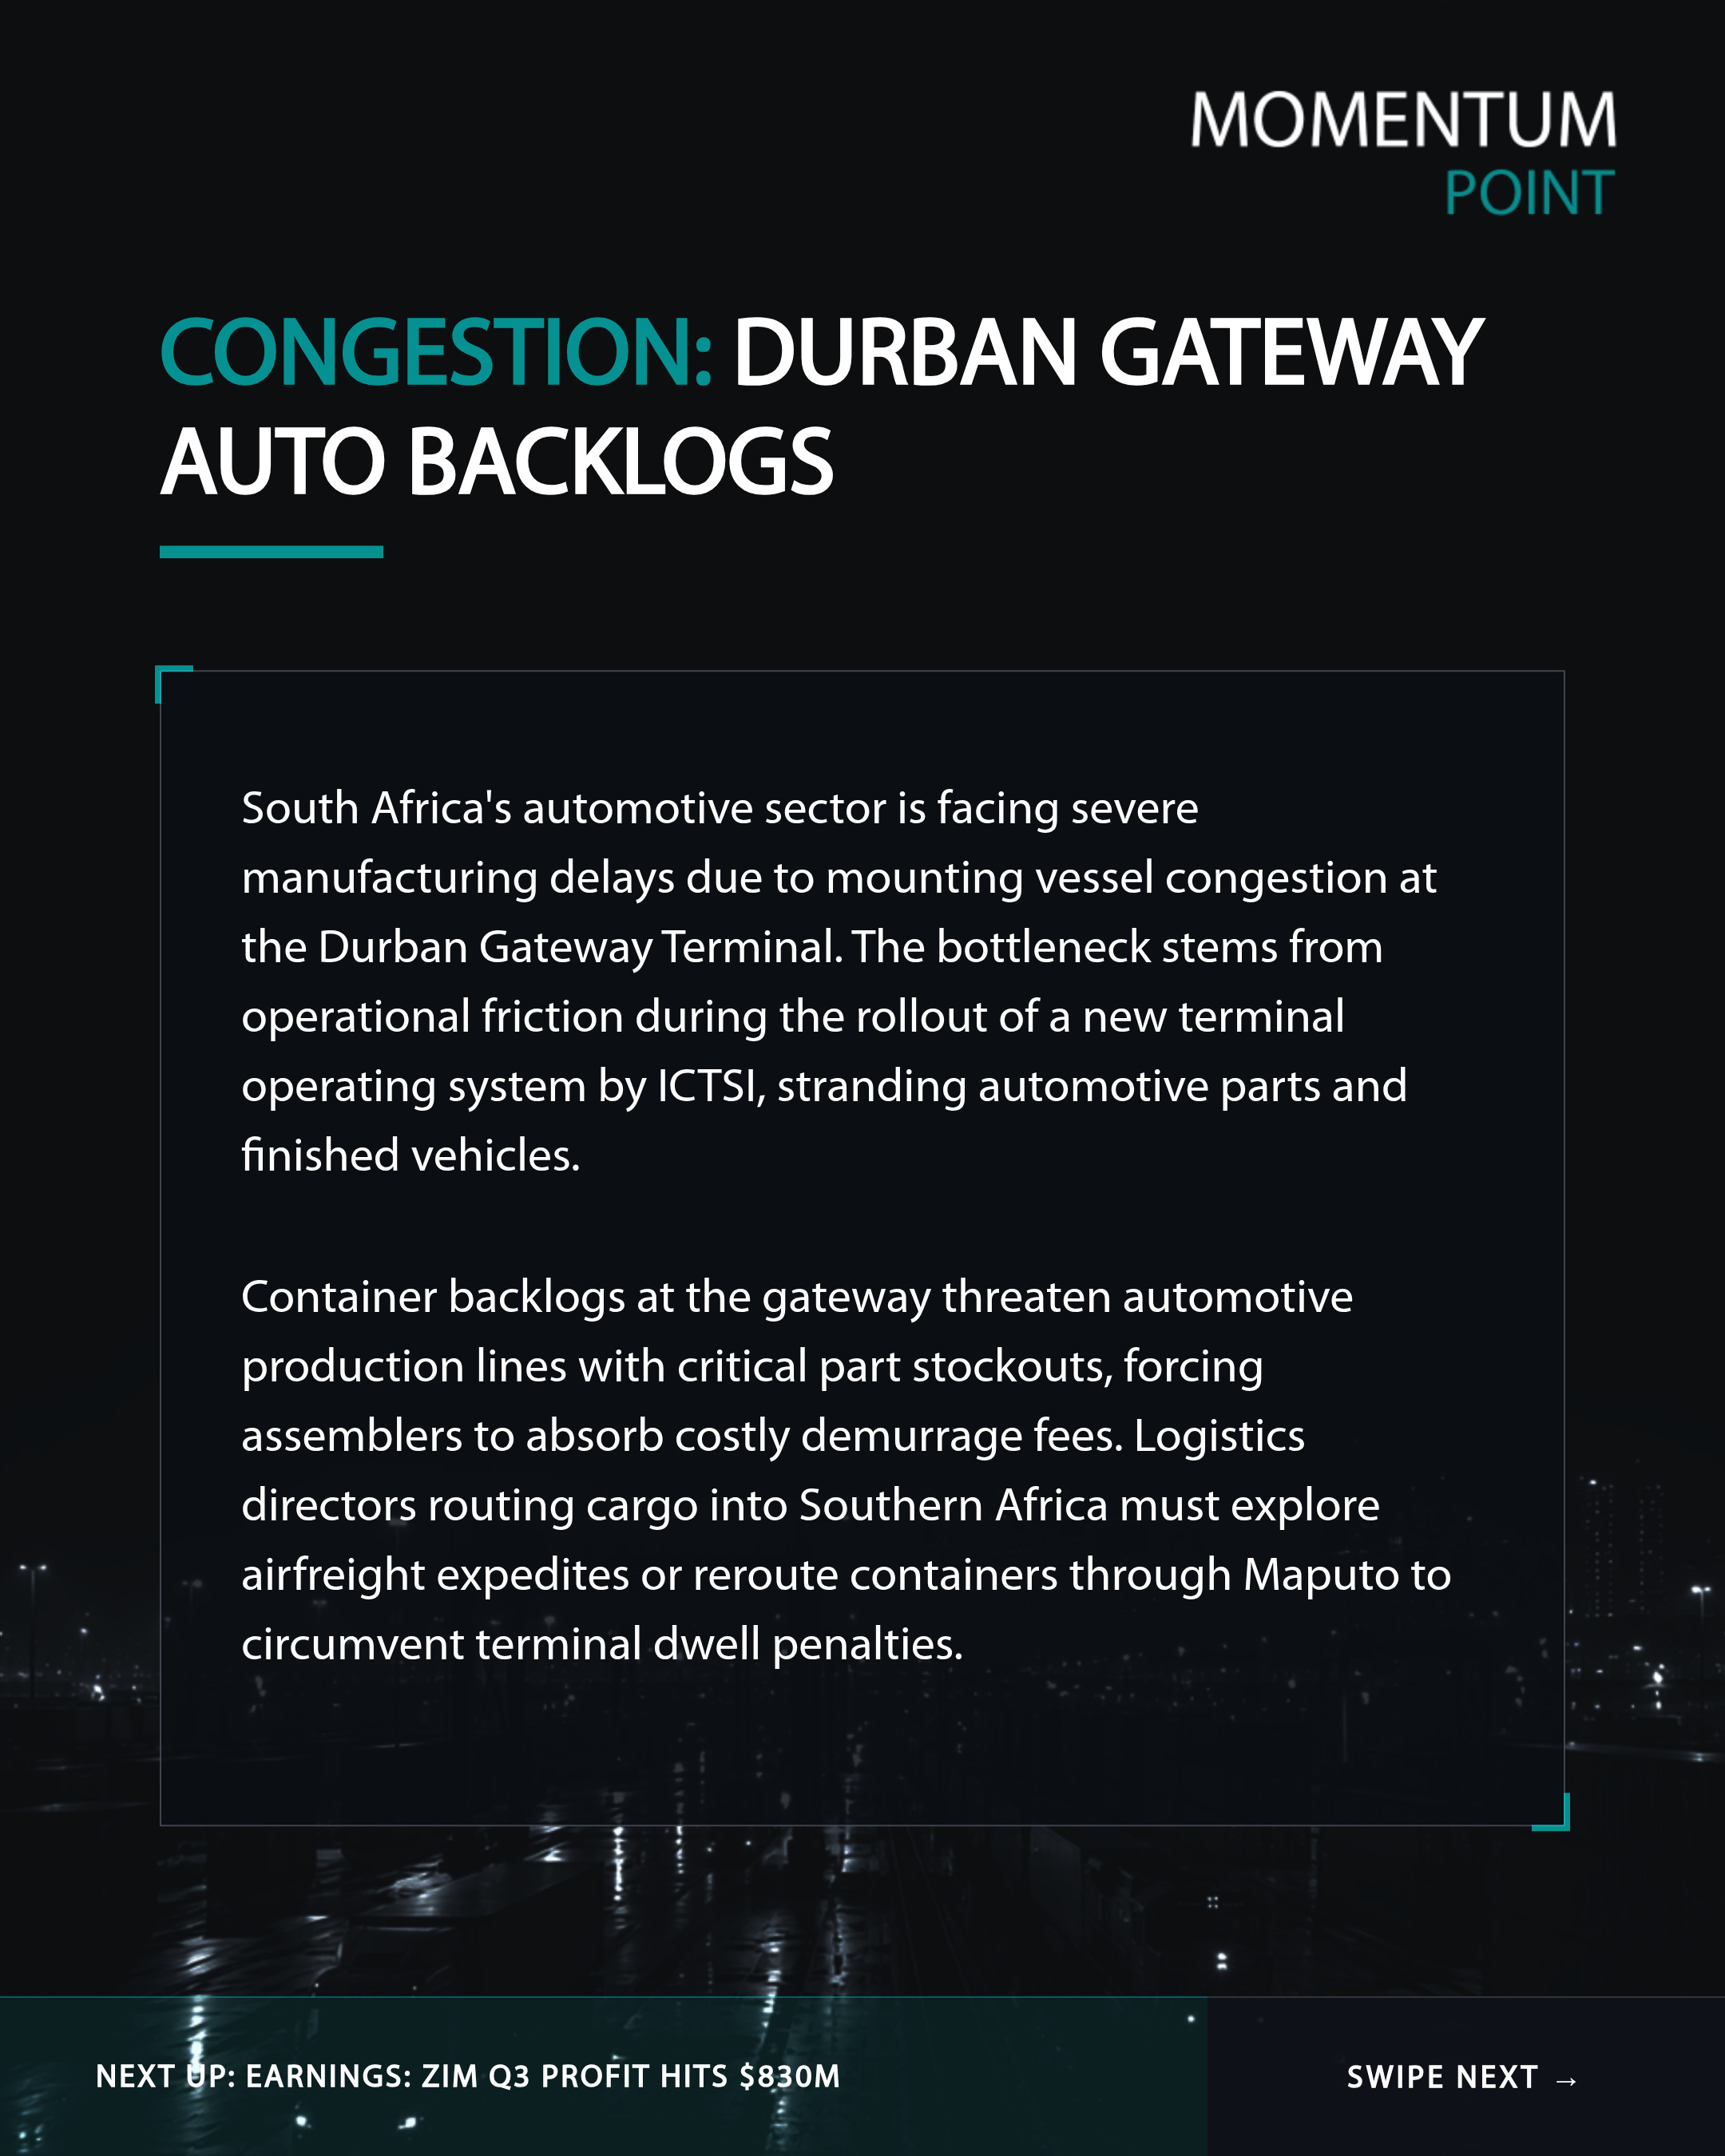 MOMENTUM
POINT
CONGESTION: DURBAN GATEWAY
AUTO BACKLOGS
South Africa's automotive sector is facing severe
manufacturing delays due to mounting vessel congestion at
the Durban Gateway Terminal. The bottleneck stems from
operational friction during the rollout of a new terminal
operating system by ICTSI, stranding automotive parts and
finished vehicles.
Container backlogs at the gateway threaten automotive
production lines with critical part stockouts, forcing
assemblers to absorb costly demurrage fees. Logistics
directors routing cargo into Southern Africa must explore
airfreight expedites or reroute containers through Maputo to
circumvent terminal dwell penalties.
NEXT UP: EARNINGS: ZIM Q3 PROFIT HITS $830M
SWIPE NEXT →